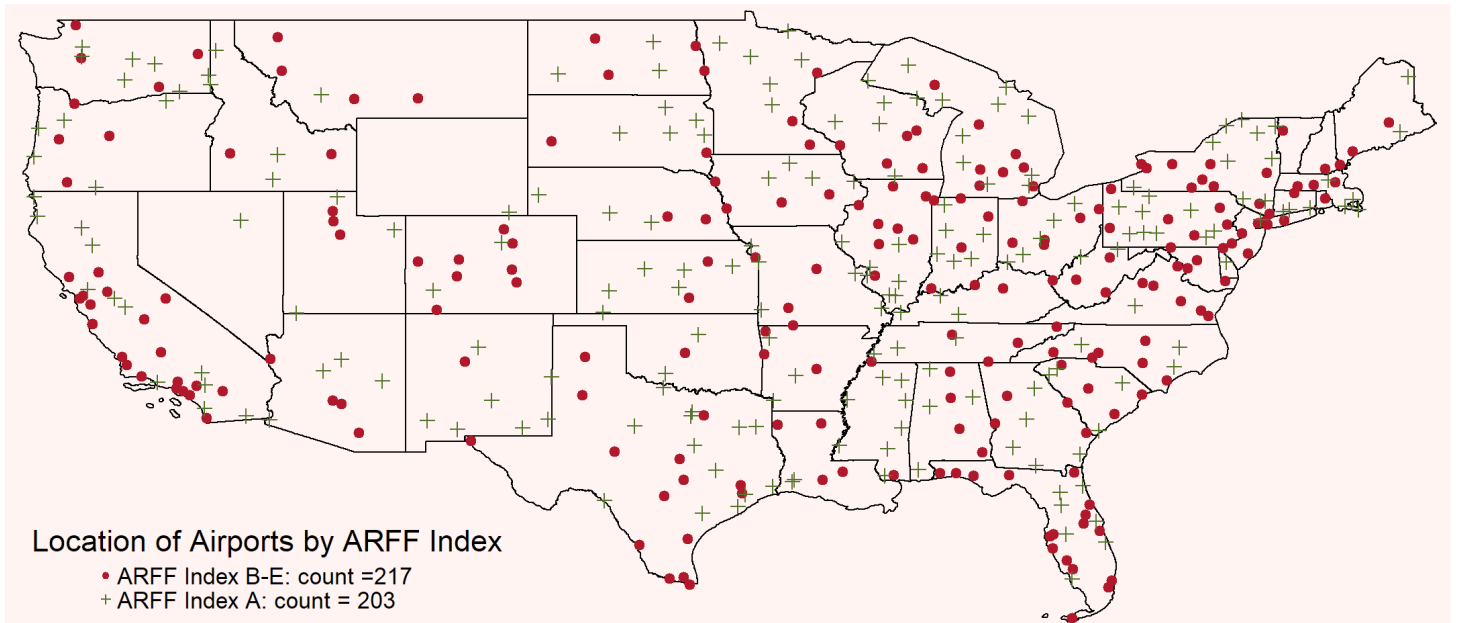 Location of Airports by ARFF Index
ARFF Index B-E: count =217
ARFF Index A: count = 203